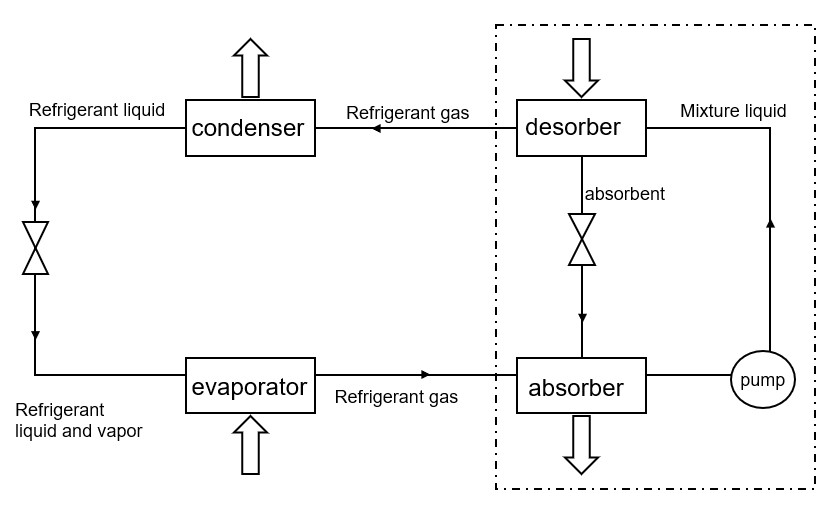 Refrigerant liquid
condenser
Refrigerant gas
desorber
Mixture liquid
absorbent
evaporator
Refrigerant gas
absorber
pump
Refrigerant
liquid and vapor